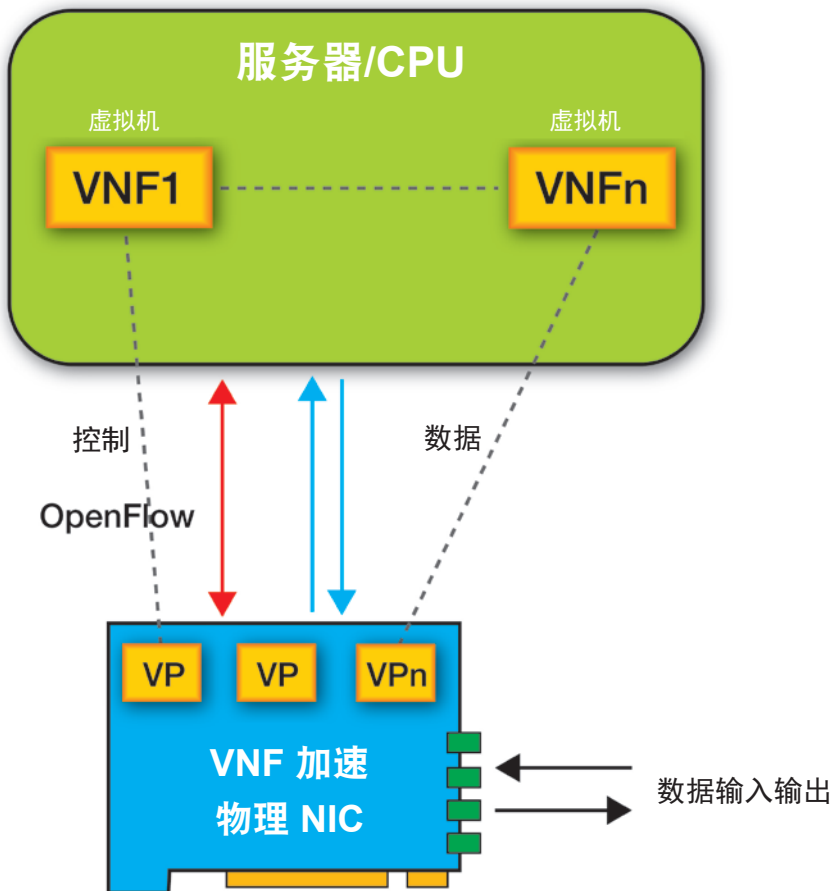 服务器/CPU
虚拟机
虚拟机
VNF1
VNFn
控制
数据
OpenFlow
VP
VP
VPn
VNF 加速
物理 NIC
数据输入输出